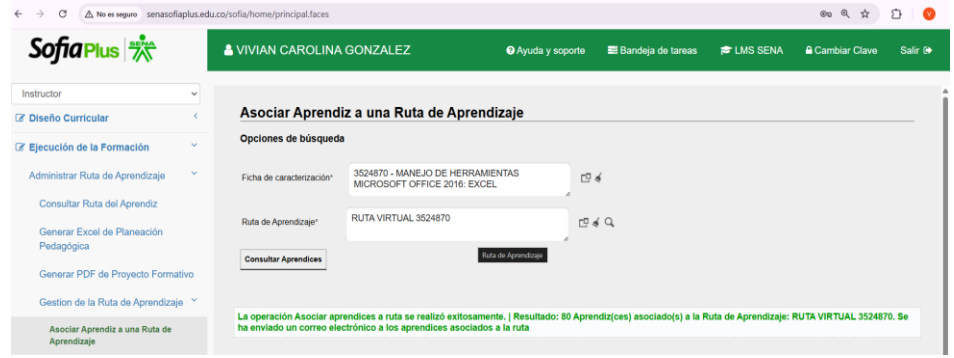 No es seguro senasofiaplus.edu.co/sofia/home/principal.faces
V
SofiaPlus SENA
VIVIAN CAROLINA GONZALEZ
Ayuda y soporte
Bandeja de tareas
LMS SENA
Cambiar Clave
Salir
Instructor
Diseño Curricular
Ejecución de la Formación
Administrar Ruta de Aprendizaje
Consultar Ruta del Aprendiz
Generar Excel de Planeación
Pedagógica
Generar PDF de Proyecto Formativo
Gestion de la Ruta de Aprendizaje
Asociar Aprendiz a una Ruta de
Aprendizaje
Asociar Aprendiz a una Ruta de Aprendizaje
Opciones de búsqueda
Ficha de caracterización*
3524870 - MANEJO DE HERRAMIENTAS
MICROSOFT OFFICE 2016: EXCEL
Ruta de Aprendizaje*
RUTA VIRTUAL 3524870
Consultar Aprendices
Ruta de Aprendizaje
La operación Asociar aprendices a ruta se realizó exitosamente. | Resultado: 80 Aprendiz(ces) asociado(s) a la Ruta de Aprendizaje: RUTA VIRTUAL 3524870. Se
ha enviado un correo electrónico a los aprendices asociados a la ruta